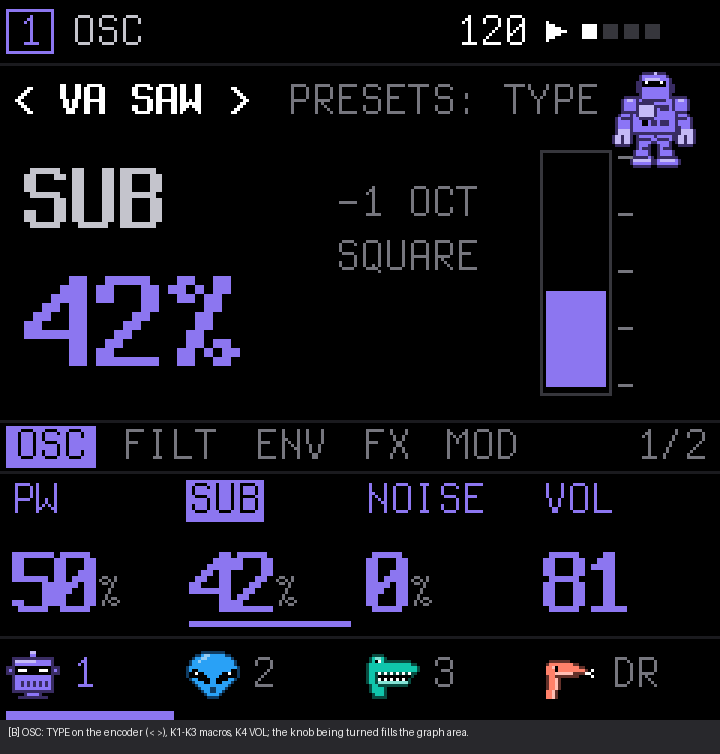 1 OSC 120
< VA SAW > PRESETS: TYPE
SUB
-1 OCT
SQUARE
42%
OSC FILT ENV FX MOD 1/2
PW SUB NOISE VOL
50% 42% 0% 81
1 2 3 DR
[B] OSC: TYPE on the encoder (< >), K1-K3 macros, K4 VOL; the knob being turned fills the graph area.